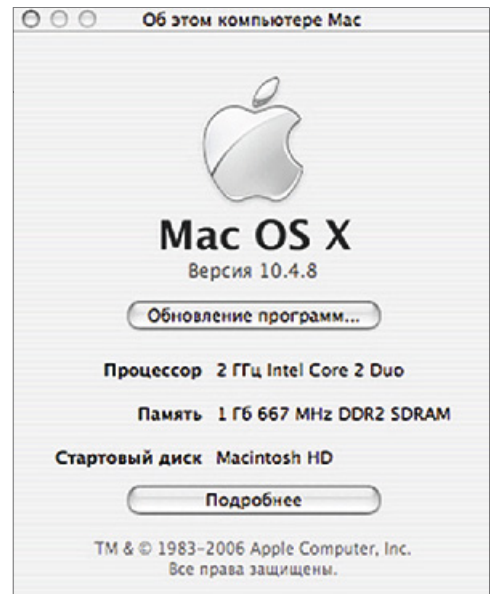 Об этом компьютере Mac
Mac OS X
Версия 10.4.8
Обновление программ...
Процессор 2 ГГц Intel Core 2 Duo
Память 1 Гб 667 MHz DDR2 SDRAM
Стартовый диск Macintosh HD
Подробнее
TM & © 1983–2006 Apple Computer, Inc.
Все права защищены.